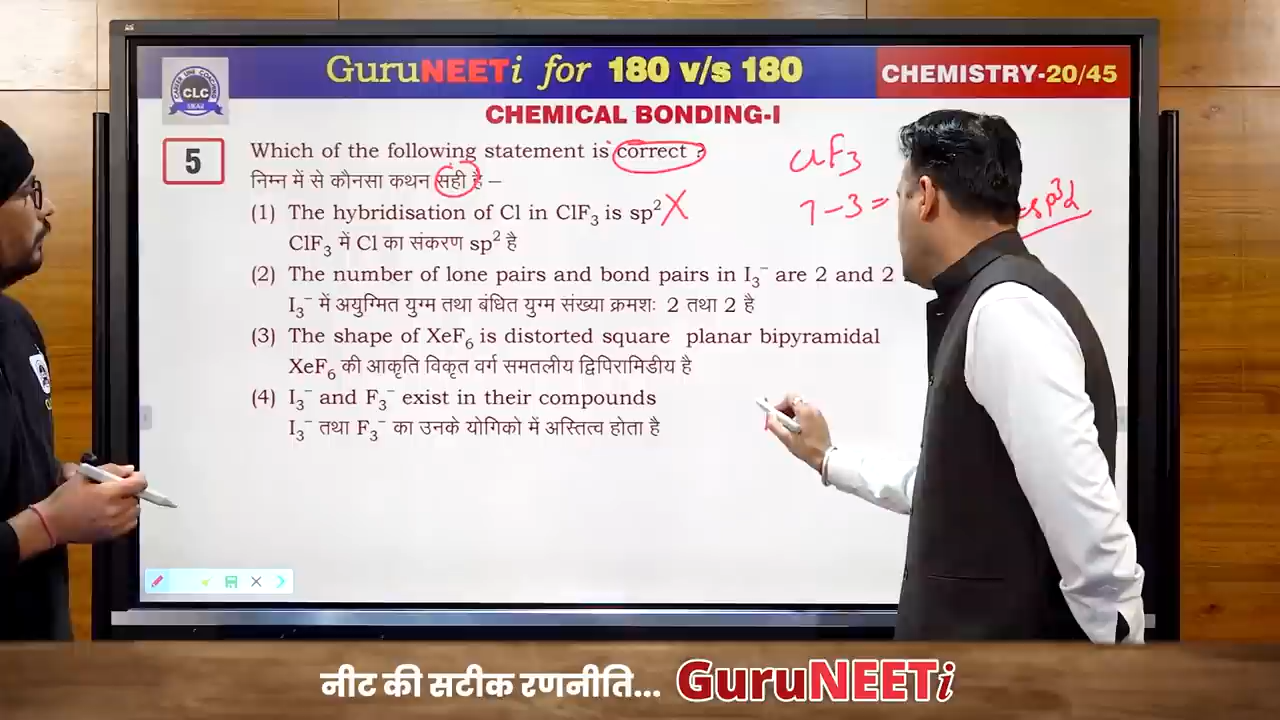 GuruNEETi for 180 v/s 180
CHEMISTRY-20/45
CLC
CHEMICAL BONDING-I
5
Which of the following statement is correct ?
निम्न में से कौनसा कथन सही है –
(1) The hybridisation of Cl in ClF₃ is sp² X
ClF₃ में Cl का संकरण sp² है
(2) The number of lone pairs and bond pairs in I₃⁻ are 2 and 2
I₃⁻ में अयुग्मित युग्म तथा बंधित युग्म संख्या क्रमशः 2 तथा 2 है
(3) The shape of XeF₆ is distorted square planar bipyramidal
XeF₆ की आकृति विकृत वर्ग समतलीय द्विपिरामिडीय है
(4) I₃⁻ and F₃⁻ exist in their compounds
I₃⁻ तथा F₃⁻ का उनके योगिको में अस्तित्व होता है
ClF₃
7-3=
sp³d
नीट की सटीक रणनीति... GuruNEETi